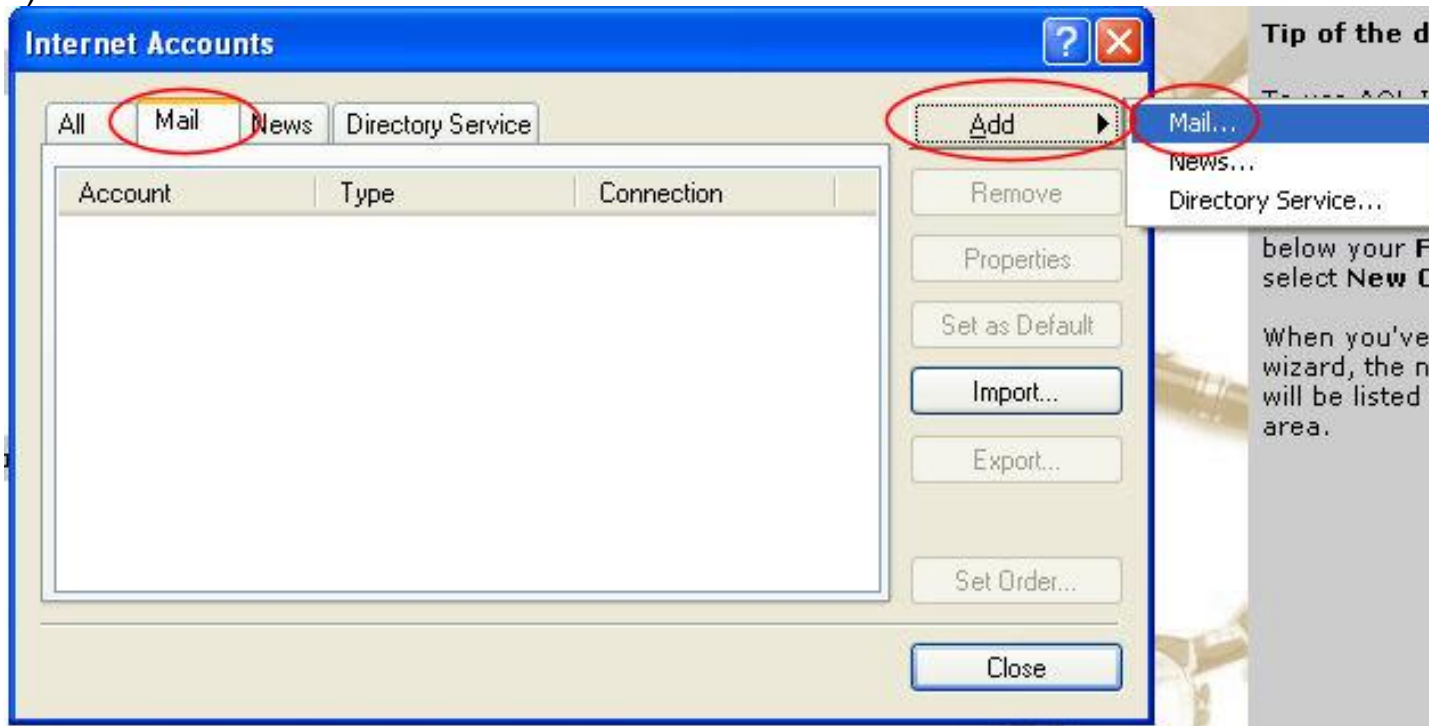 Internet Accounts
All Mail News Directory Service
Account Type Connection
Add
Remove
Properties
Set as Default
Import...
Export...
Set Order...
Close
Mail...
News...
Directory Service...
Tip of the d
below your F
select New
When you've
wizard, the n
will be listed
area.